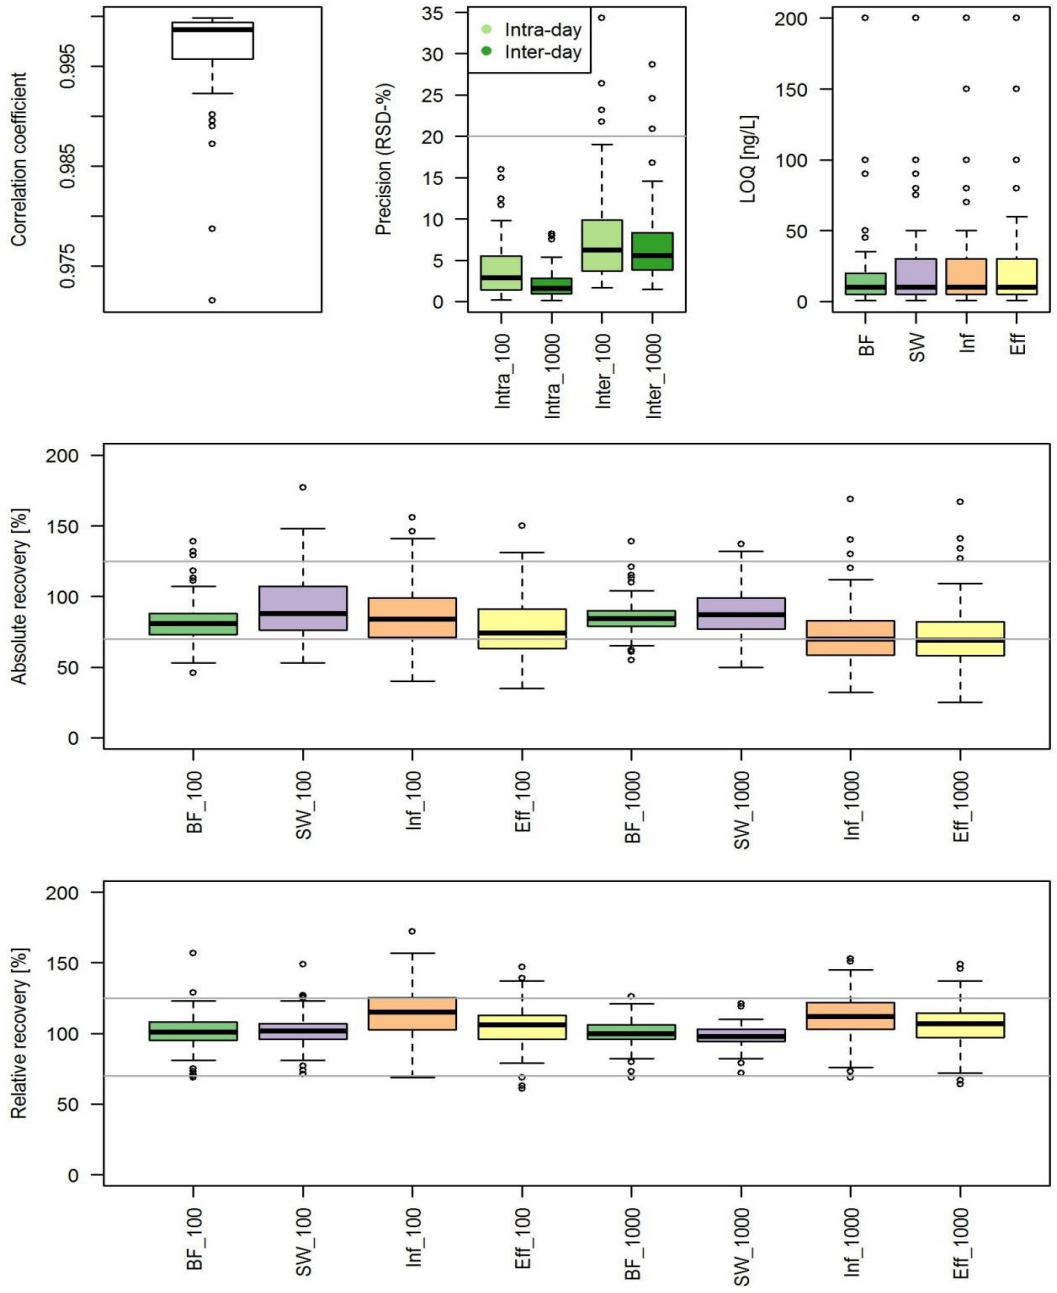 Correlation coefficient
0.995
0.985
0.975
Precision (RSD-%)
35
30
25
20
15
10
5
0
Intra-day
Inter-day
Intra_100
Intra_1000
Inter_100
Inter_1000
LOQ [ng/L]
200
150
100
50
0
BF
SW
Inf
Eff
Absolute recovery [%]
200
150
100
50
0
BF_100
SW_100
Inf_100
Eff_100
BF_1000
SW_1000
Inf_1000
Eff_1000
Relative recovery [%]
200
150
100
50
0
BF_100
SW_100
Inf_100
Eff_100
BF_1000
SW_1000
Inf_1000
Eff_1000